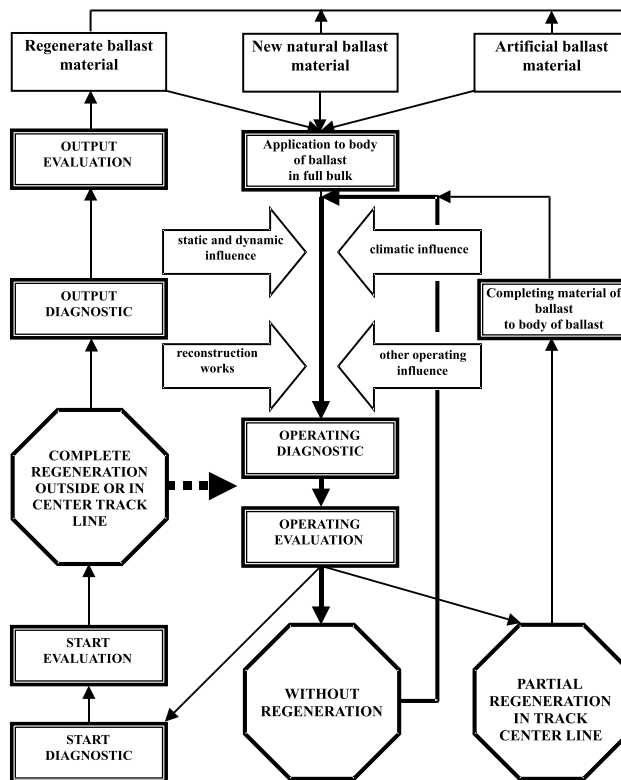 Regenerate ballast
material
New natural ballast
material
Artificial ballast
material
OUTPUT
EVALUATION
Application to body
of ballast
in full bulk
static and dynamic
influence
climatic influence
OUTPUT
DIAGNOSTIC
Completing material of
ballast
to body of ballast
reconstruction
works
other operating
influence
COMPLETE
REGENERATION
OUTSIDE OR IN
CENTER TRACK
LINE
OPERATING
DIAGNOSTIC
OPERATING
EVALUATION
START
EVALUATION
WITHOUT
REGENERATION
PARTIAL
REGENERATION
IN TRACK
CENTER LINE
START
DIAGNOSTIC